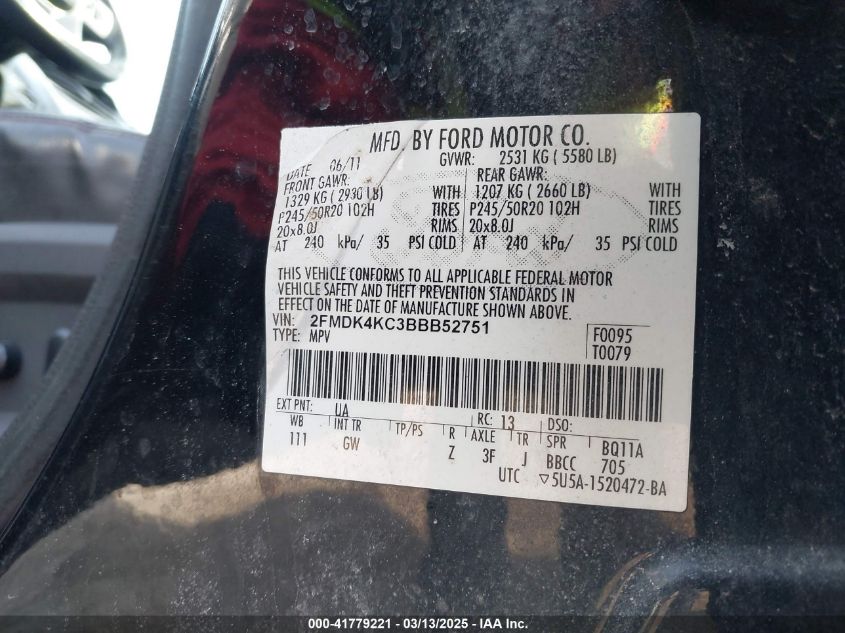 MFD. BY FORD MOTOR CO.
DATE 06/11 GVWR: 2531 KG ( 5580 LB)
FRONT GAWR: REAR GAWR:
1329 KG ( 2930 LB) WITH 1207 KG ( 2660 LB) WITH
P245/50R20 102H TIRES P245/50R20 102H TIRES
20x8.0J RIMS 20x8.0J RIMS
AT 240 kPa/ 35 PSI COLD AT 240 kPa/ 35 PSI COLD
THIS VEHICLE CONFORMS TO ALL APPLICABLE FEDERAL MOTOR
VEHICLE SAFETY AND THEFT PREVENTION STANDARDS IN
EFFECT ON THE DATE OF MANUFACTURE SHOWN ABOVE.
VIN: 2FMDK4KC3BBB52751
TYPE: MPV
F0095
T0079
EXT PNT: UA RC: 13 DSO:
WB INT TR TP/PS R AXLE TR SPR BQ11A
111 GW Z 3F J BBCC 705
UTC ▽5U5A-1520472-BA
000-41779221 - 03/13/2025 - IAA Inc.